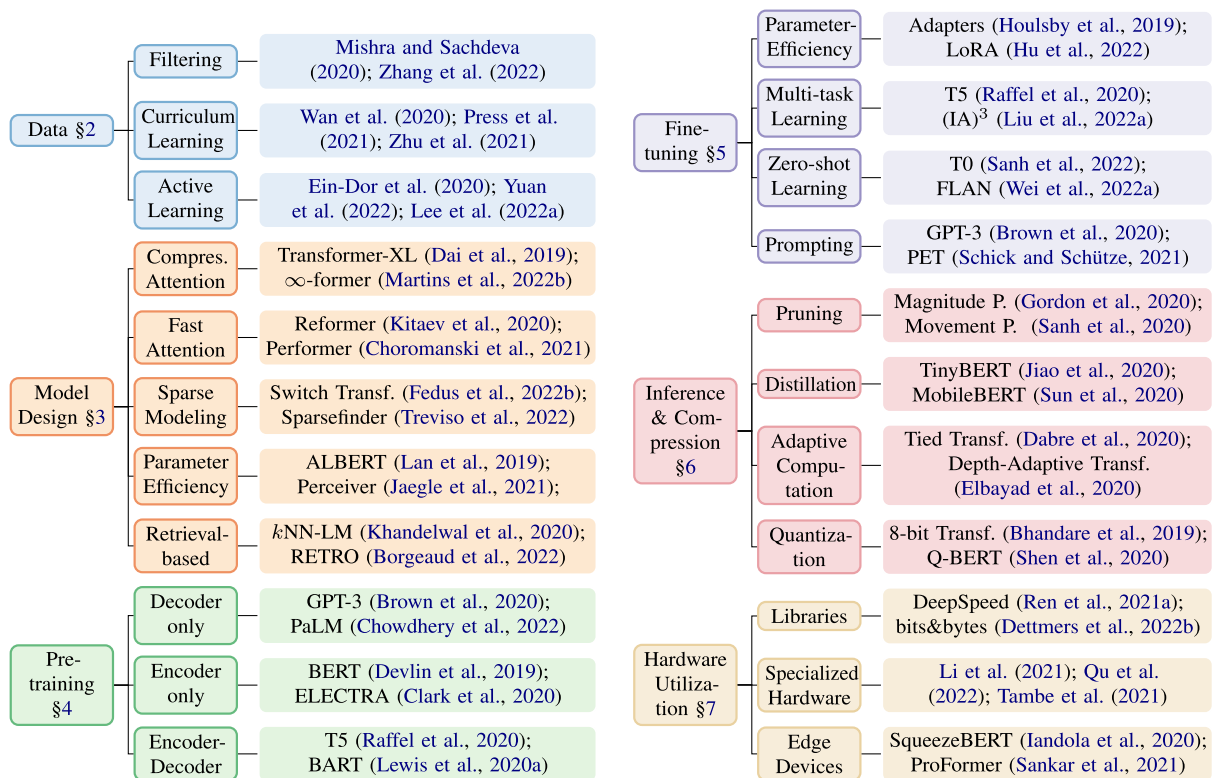 Data §2
Filtering
Mishra and Sachdeva
(2020); Zhang et al. (2022)
Curriculum
Learning
Wan et al. (2020); Press et al.
(2021); Zhu et al. (2021)
Active
Learning
Ein-Dor et al. (2020); Yuan
et al. (2022); Lee et al. (2022a)
Model
Design §3
Compres.
Attention
Transformer-XL (Dai et al., 2019);
∞-former (Martins et al., 2022b)
Fast
Attention
Reformer (Kitaev et al., 2020);
Performer (Choromanski et al., 2021)
Sparse
Modeling
Switch Transf. (Fedus et al., 2022b);
Sparsefinder (Treviso et al., 2022)
Parameter
Efficiency
ALBERT (Lan et al., 2019);
Perceiver (Jaegle et al., 2021);
Retrieval-
based
kNN-LM (Khandelwal et al., 2020);
RETRO (Borgeaud et al., 2022)
Pre-
training
§4
Decoder
only
GPT-3 (Brown et al., 2020);
PaLM (Chowdhery et al., 2022)
Encoder
only
BERT (Devlin et al., 2019);
ELECTRA (Clark et al., 2020)
Encoder-
Decoder
T5 (Raffel et al., 2020);
BART (Lewis et al., 2020a)
Fine-
tuning §5
Parameter-
Efficiency
Adapters (Houlsby et al., 2019);
LoRA (Hu et al., 2022)
Multi-task
Learning
T5 (Raffel et al., 2020);
(IA)³ (Liu et al., 2022a)
Zero-shot
Learning
T0 (Sanh et al., 2022);
FLAN (Wei et al., 2022a)
Prompting
GPT-3 (Brown et al., 2020);
PET (Schick and Schütze, 2021)
Inference
& Com-
pression
§6
Pruning
Magnitude P. (Gordon et al., 2020);
Movement P. (Sanh et al., 2020)
Distillation
TinyBERT (Jiao et al., 2020);
MobileBERT (Sun et al., 2020)
Adaptive
Compu-
tation
Tied Transf. (Dabre et al., 2020);
Depth-Adaptive Transf.
(Elbayad et al., 2020)
Quantiza-
tion
8-bit Transf. (Bhandare et al., 2019);
Q-BERT (Shen et al., 2020)
Hardware
Utiliza-
tion §7
Libraries
DeepSpeed (Ren et al., 2021a);
bits&bytes (Dettmers et al., 2022b)
Specialized
Hardware
Li et al. (2021); Qu et al.
(2022); Tambe et al. (2021)
Edge
Devices
SqueezeBERT (Iandola et al., 2020);
ProFormer (Sankar et al., 2021)